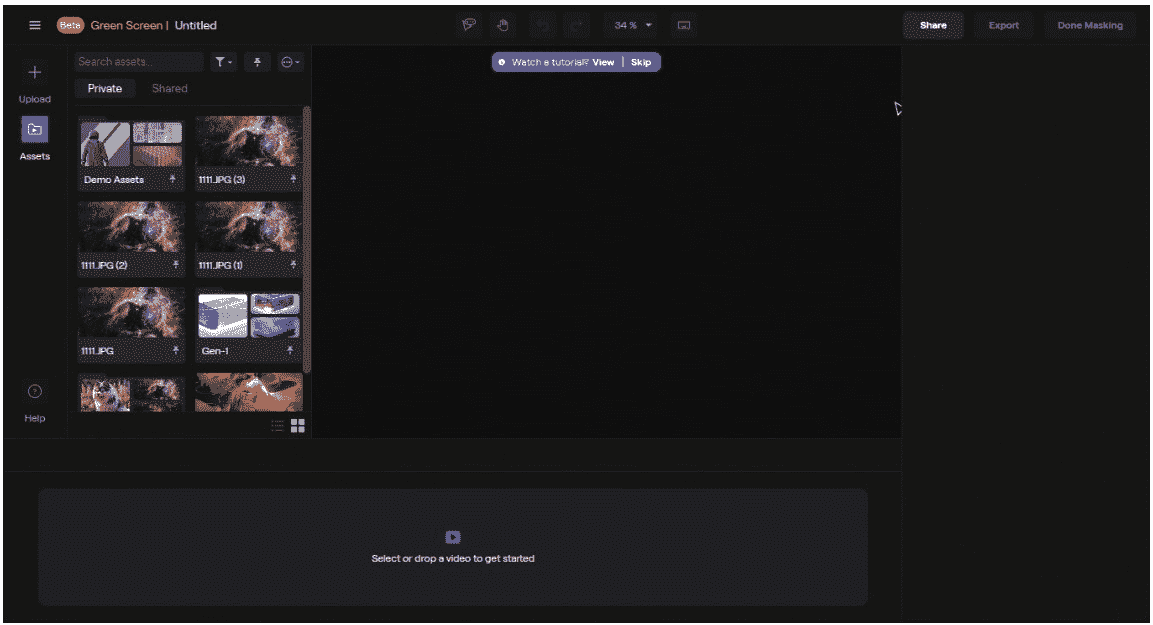 Beta Green Screen | Untitled
34 %
Share
Export
Done Masking
Upload
Assets
Help
Search assets...
Private
Shared
Demo Assets
1111.JPG (3)
1111.JPG (2)
1111.JPG (1)
1111.JPG
Gen-1
Watch a tutorial? View | Skip
Select or drop a video to get started